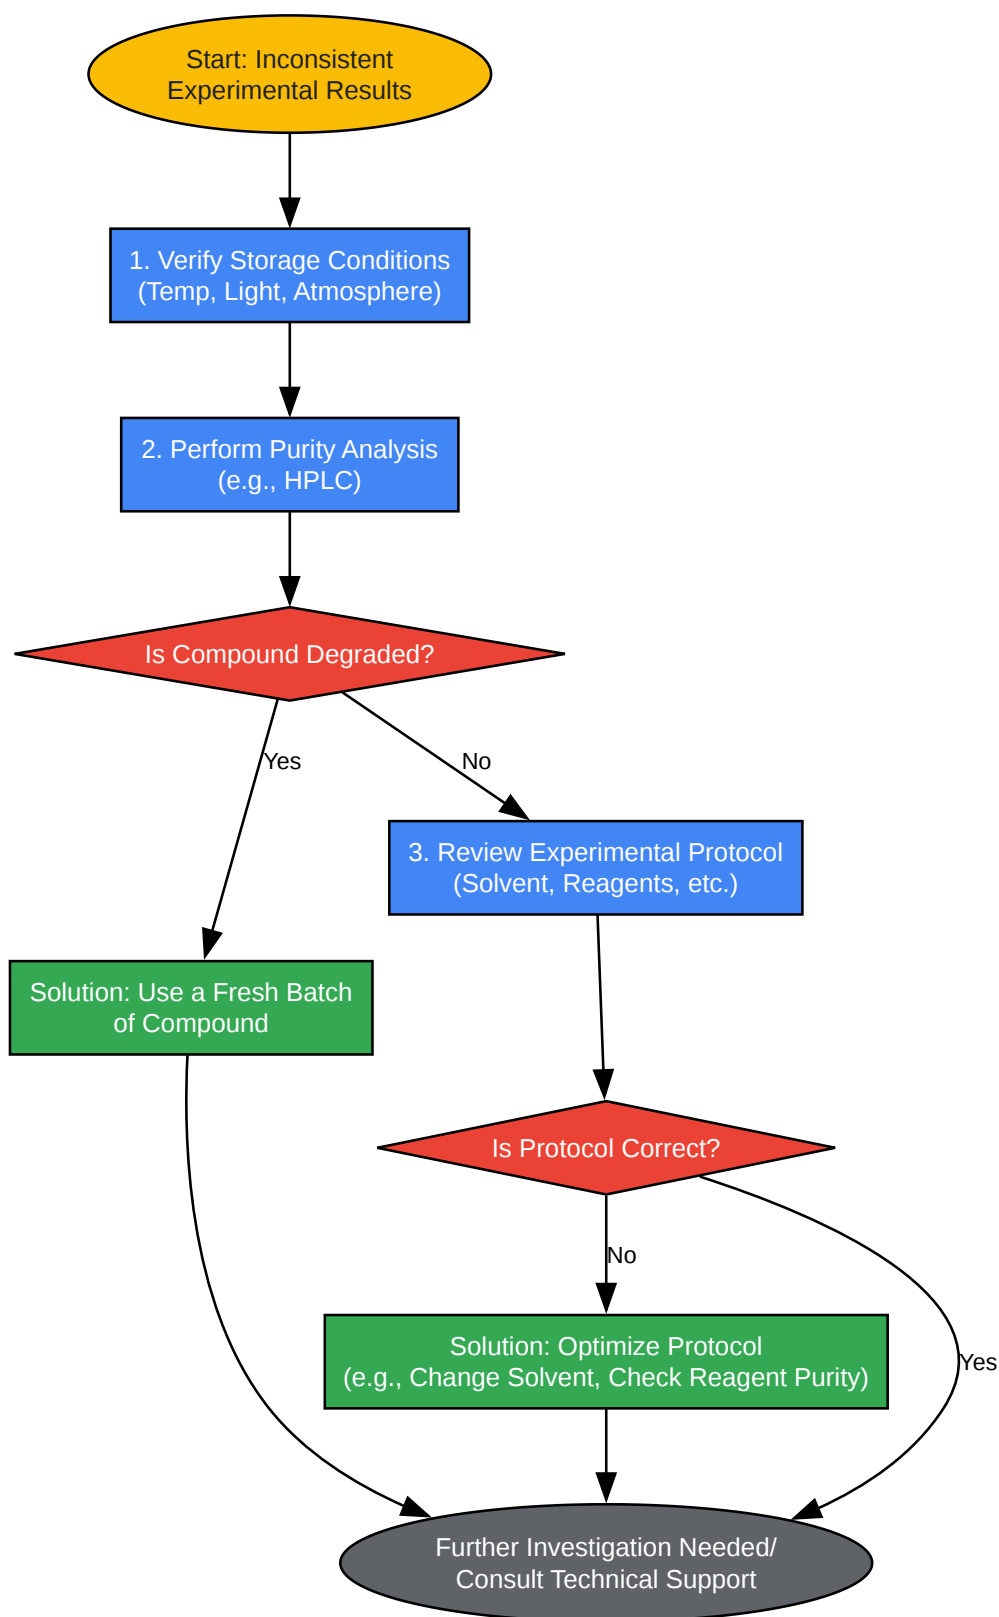 Start: Inconsistent
Experimental Results
1. Verify Storage Conditions
(Temp, Light, Atmosphere)
2. Perform Purity Analysis
(e.g., HPLC)
Is Compound Degraded?
Yes
No
3. Review Experimental Protocol
(Solvent, Reagents, etc.)
Solution: Use a Fresh Batch
of Compound
Is Protocol Correct?
No
Solution: Optimize Protocol
(e.g., Change Solvent, Check Reagent Purity)
Yes
Further Investigation Needed/
Consult Technical Support